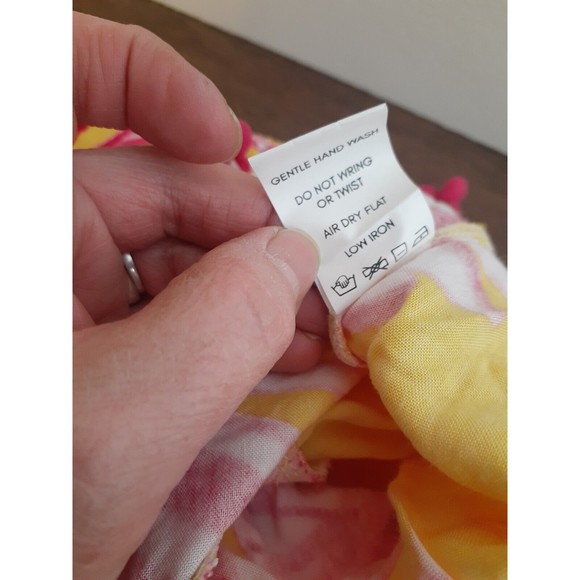 GENTLE HAND WASH
DO NOT WRING
OR TWIST
AIR DRY FLAT
LOW IRON